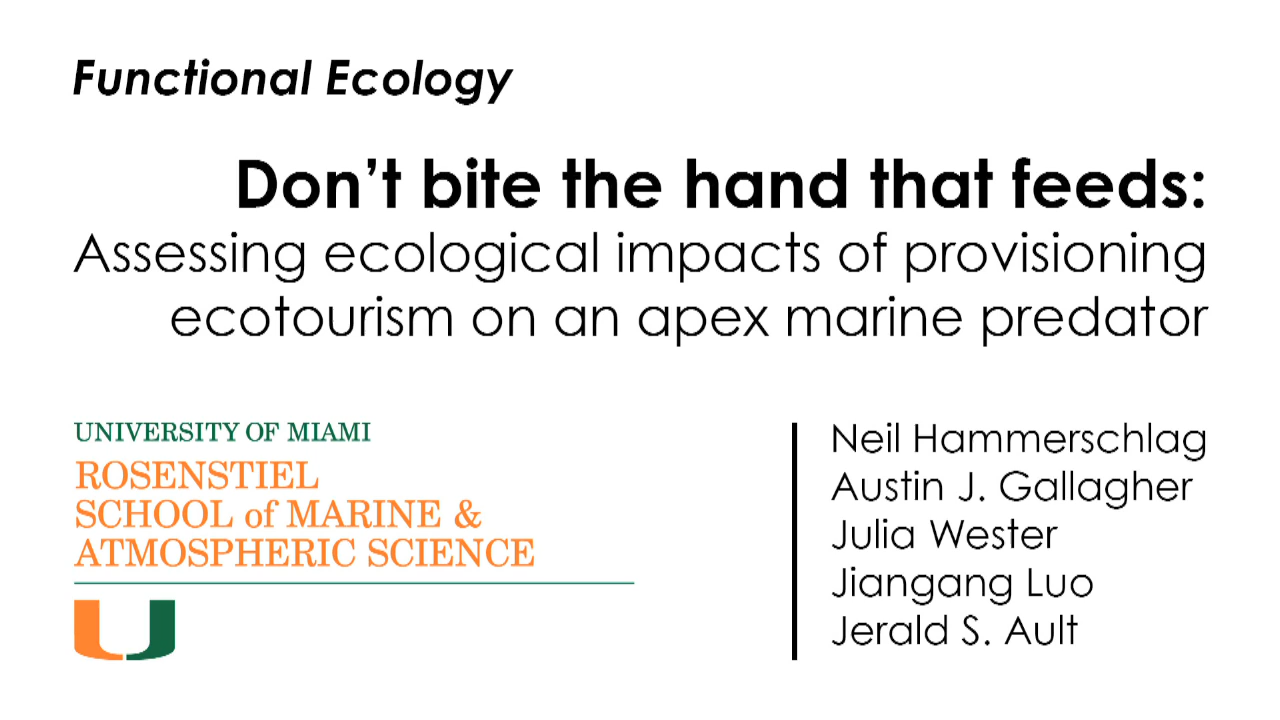 Functional Ecology
Don't bite the hand that feeds:
Assessing ecological impacts of provisioning
ecotourism on an apex marine predator
UNIVERSITY OF MIAMI
ROSENSTIEL
SCHOOL of MARINE &
ATMOSPHERIC SCIENCE
Neil Hammerschlag
Austin J. Gallagher
Julia Wester
Jiangang Luo
Jerald S. Ault